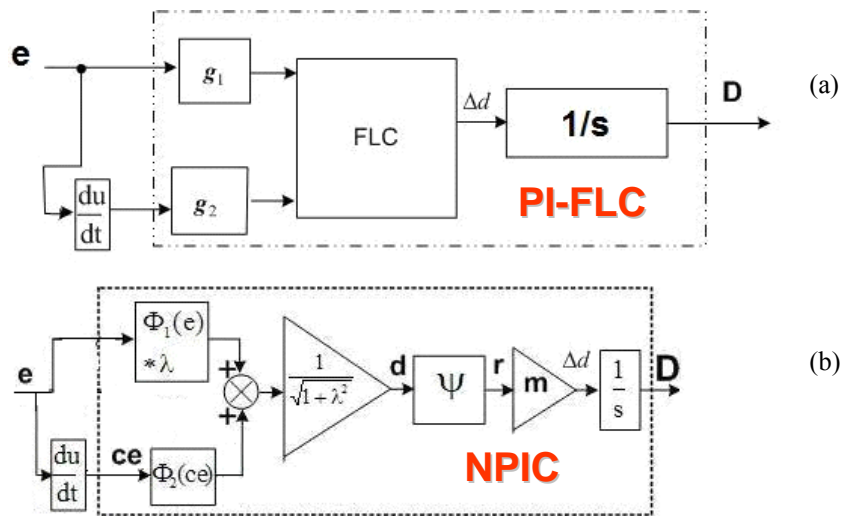 e
g₁
FLC
Δd
1/s
D
(a)
du
dt
g₂
PI-FLC
Φ₁(e)
*λ
e
+
+
1
√1+λ²
d
Ψ
r
m
Δd
1
s
D
(b)
du
dt
ce
Φ₂(ce)
NPIC